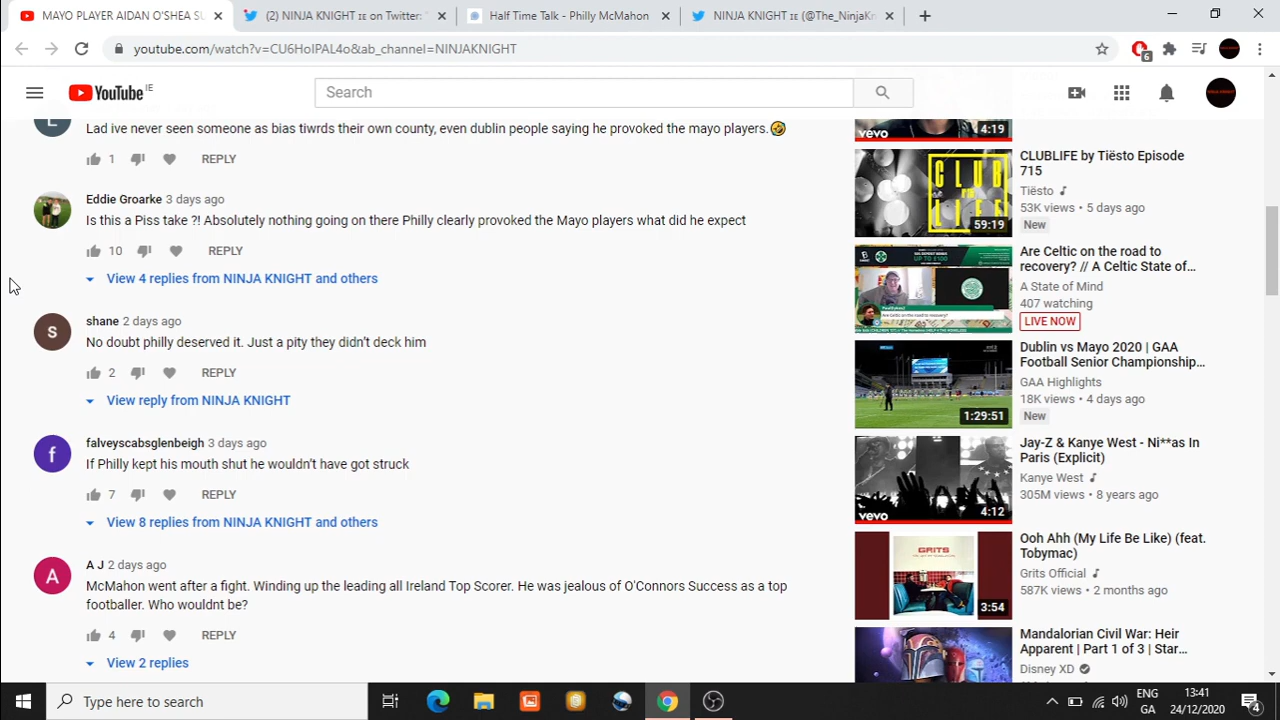 MAYO PLAYER AIDAN O'SHEA SU
(2) NINJA KNIGHT IE on Twitter: "
Half Time Talk - Philly McMahon
NINJA KNIGHT IE (@The_NinjaKn
youtube.com/watch?v=CU6HoIPAL4o&ab_channel=NINJAKNIGHT
6
YouTube IE
Search
Lad ive never seen someone so bias
their own county, even dublin people saying he provoked the mayo players.🤣
1
REPLY
Eddie Groarke 3 days ago
Is this a Piss take ?! Absolutely nothing going on there Philly clearly provoked the Mayo players what did he expect
10
REPLY
View 4 replies from NINJA KNIGHT and others
S
shane 2 days ago
No doubt philly deserved it. Just a pity they didn't deck him
2
REPLY
View reply from NINJA KNIGHT
f
falveyscabsglenbeigh 3 days ago
If Philly kept his mouth shut he wouldn't have got struck
7
REPLY
View 8 replies from NINJA KNIGHT and others
A
A J 2 days ago
McMahon went after
winding up the leading all Ireland Top Scorer. He was jealous of O'Connor's Success as a top
footballer. Who wouldnt be?
4
REPLY
View 2 replies
vevo
4:19
CLUB
LIFE
59:19
CLUBLIFE by Tiësto Episode
715
Tiësto
53K views • 5 days ago
New
Are Celtic on the road to
recovery? // A Celtic State of...
A State of Mind
407 watching
LIVE NOW
1:29:51
Dublin vs Mayo 2020 | GAA
Football Senior Championship...
GAA Highlights
18K views • 4 days ago
New
vevo
4:12
Jay-Z & Kanye West - Ni**as In
Paris (Explicit)
Kanye West
305M views • 8 years ago
GRITS
3:54
Ooh Ahh (My Life Be Like) (feat.
Tobymac)
Grits Official
587K views • 2 months ago
Mandalorian Civil War: Heir
Apparent | Part 1 of 3 | Star...
Disney XD
Type here to search
ENG
GA
13:41
24/12/2020
4